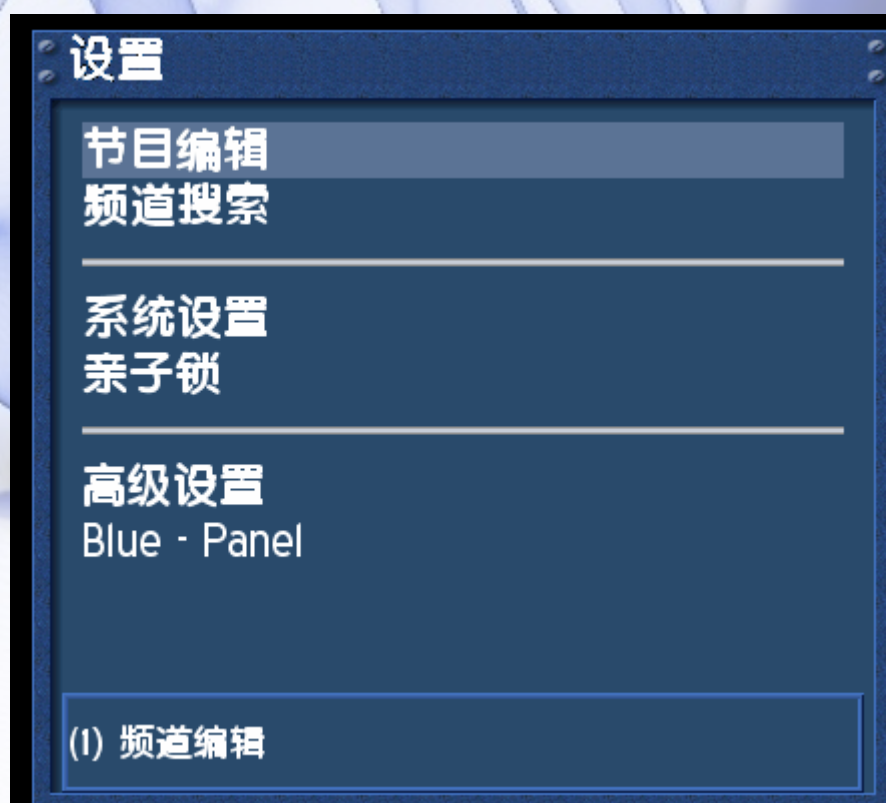 设置
节目编辑
频道搜索
系统设置
亲子锁
高级设置
Blue - Panel
(1) 频道编辑